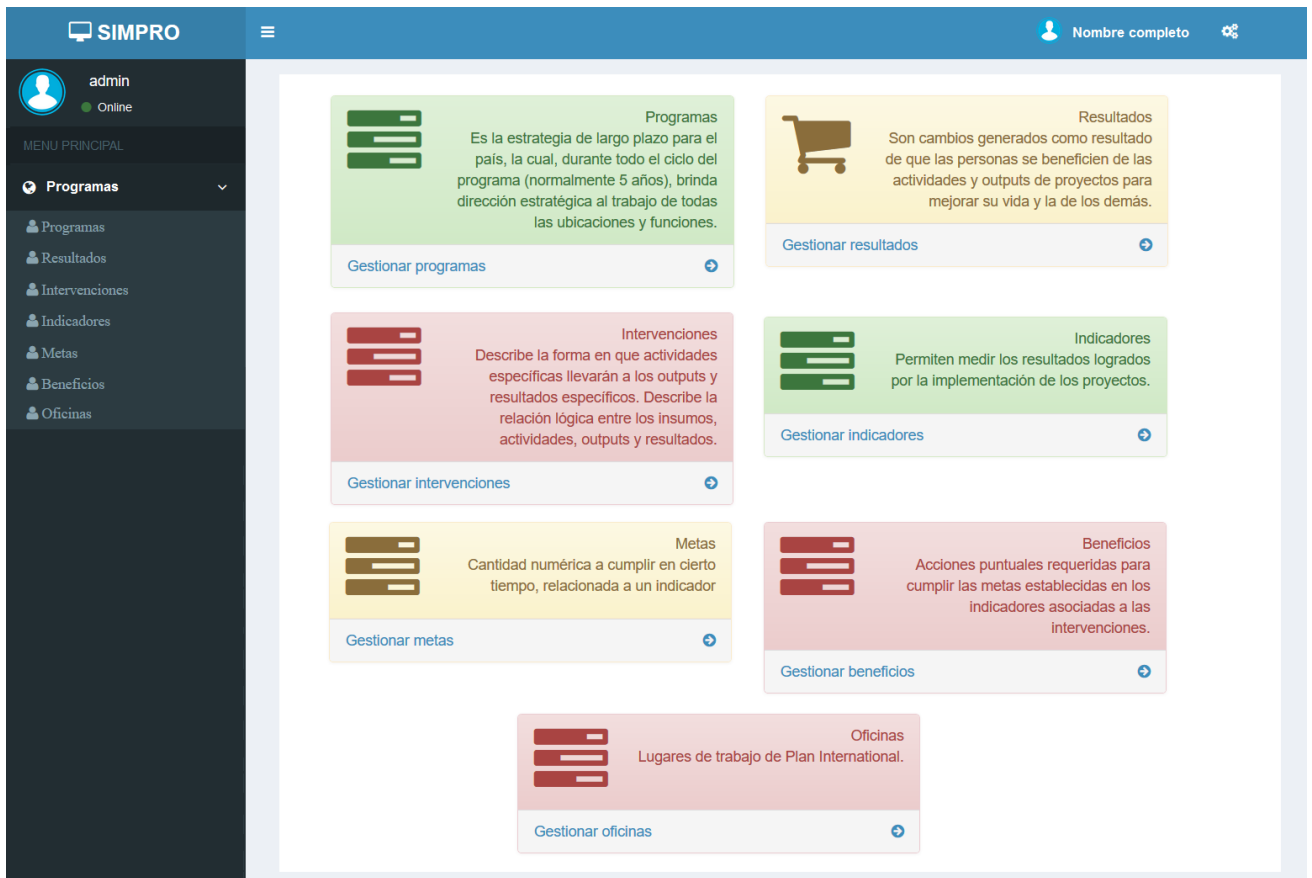 SIMPRO
Nombre completo
admin
Online
MENU PRINCIPAL
Programas
Programas
Resultados
Intervenciones
Indicadores
Metas
Beneficios
Oficinas
Programas
Es la estrategia de largo plazo para el
país, la cual, durante todo el ciclo del
programa (normalmente 5 años), brinda
dirección estratégica al trabajo de todas
las ubicaciones y funciones.
Gestionar programas
Resultados
Son cambios generados como resultado
de que las personas se beneficien de las
actividades y outputs de proyectos para
mejorar su vida y la de los demás.
Gestionar resultados
Intervenciones
Describe la forma en que actividades
específicas llevarán a los outputs y
resultados específicos. Describe la
relación lógica entre los insumos,
actividades, outputs y resultados.
Gestionar intervenciones
Indicadores
Permiten medir los resultados logrados
por la implementación de los proyectos.
Gestionar indicadores
Metas
Cantidad numérica a cumplir en cierto
tiempo, relacionada a un indicador
Gestionar metas
Beneficios
Acciones puntuales requeridas para
cumplir las metas establecidas en los
indicadores asociadas a las
intervenciones.
Gestionar beneficios
Oficinas
Lugares de trabajo de Plan International.
Gestionar oficinas